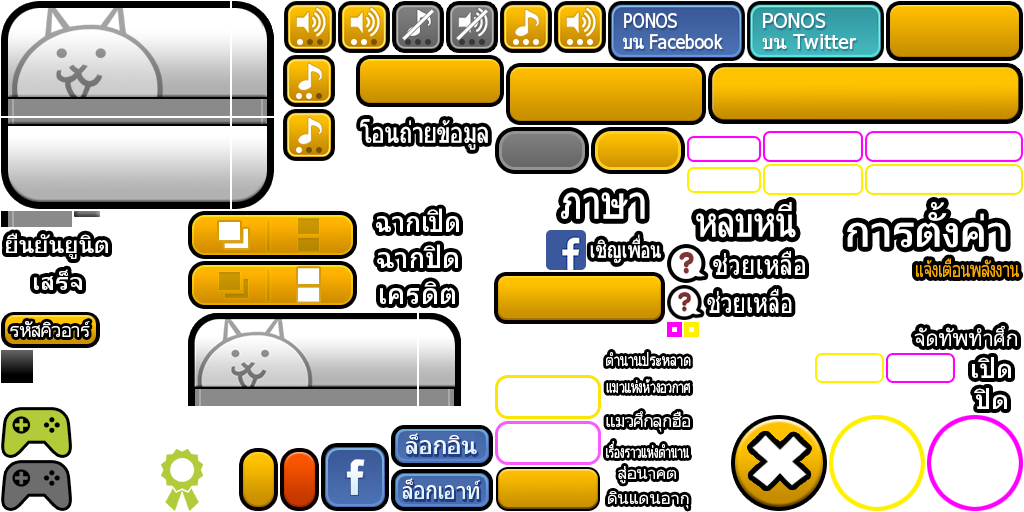 PONOS
บน Facebook
PONOS
บน Twitter
โอนถ่ายข้อมูล
ภาษา
หลบหนี
การตั้งค่า
ยืนยันยูนิต
เสร็จ
ฉากเปิด
ฉากปิด
เครดิต
เชิญเพื่อน
? ช่วยเหลือ
? ช่วยเหลือ
แจ้งเตือนพลังงาน
รหัสคิวอาร์
จัดทัพทำศึก
เปิด
ปิด
ตำนานประหลาด
แมวแห่งห้วงอวกาศ
แมวศึกลุกฮือ
เรื่องราวแห่งตำนาน
สู่อนาคต
ดินแดนอากุ
f
f
ล็อกอิน
ล็อกเอาท์